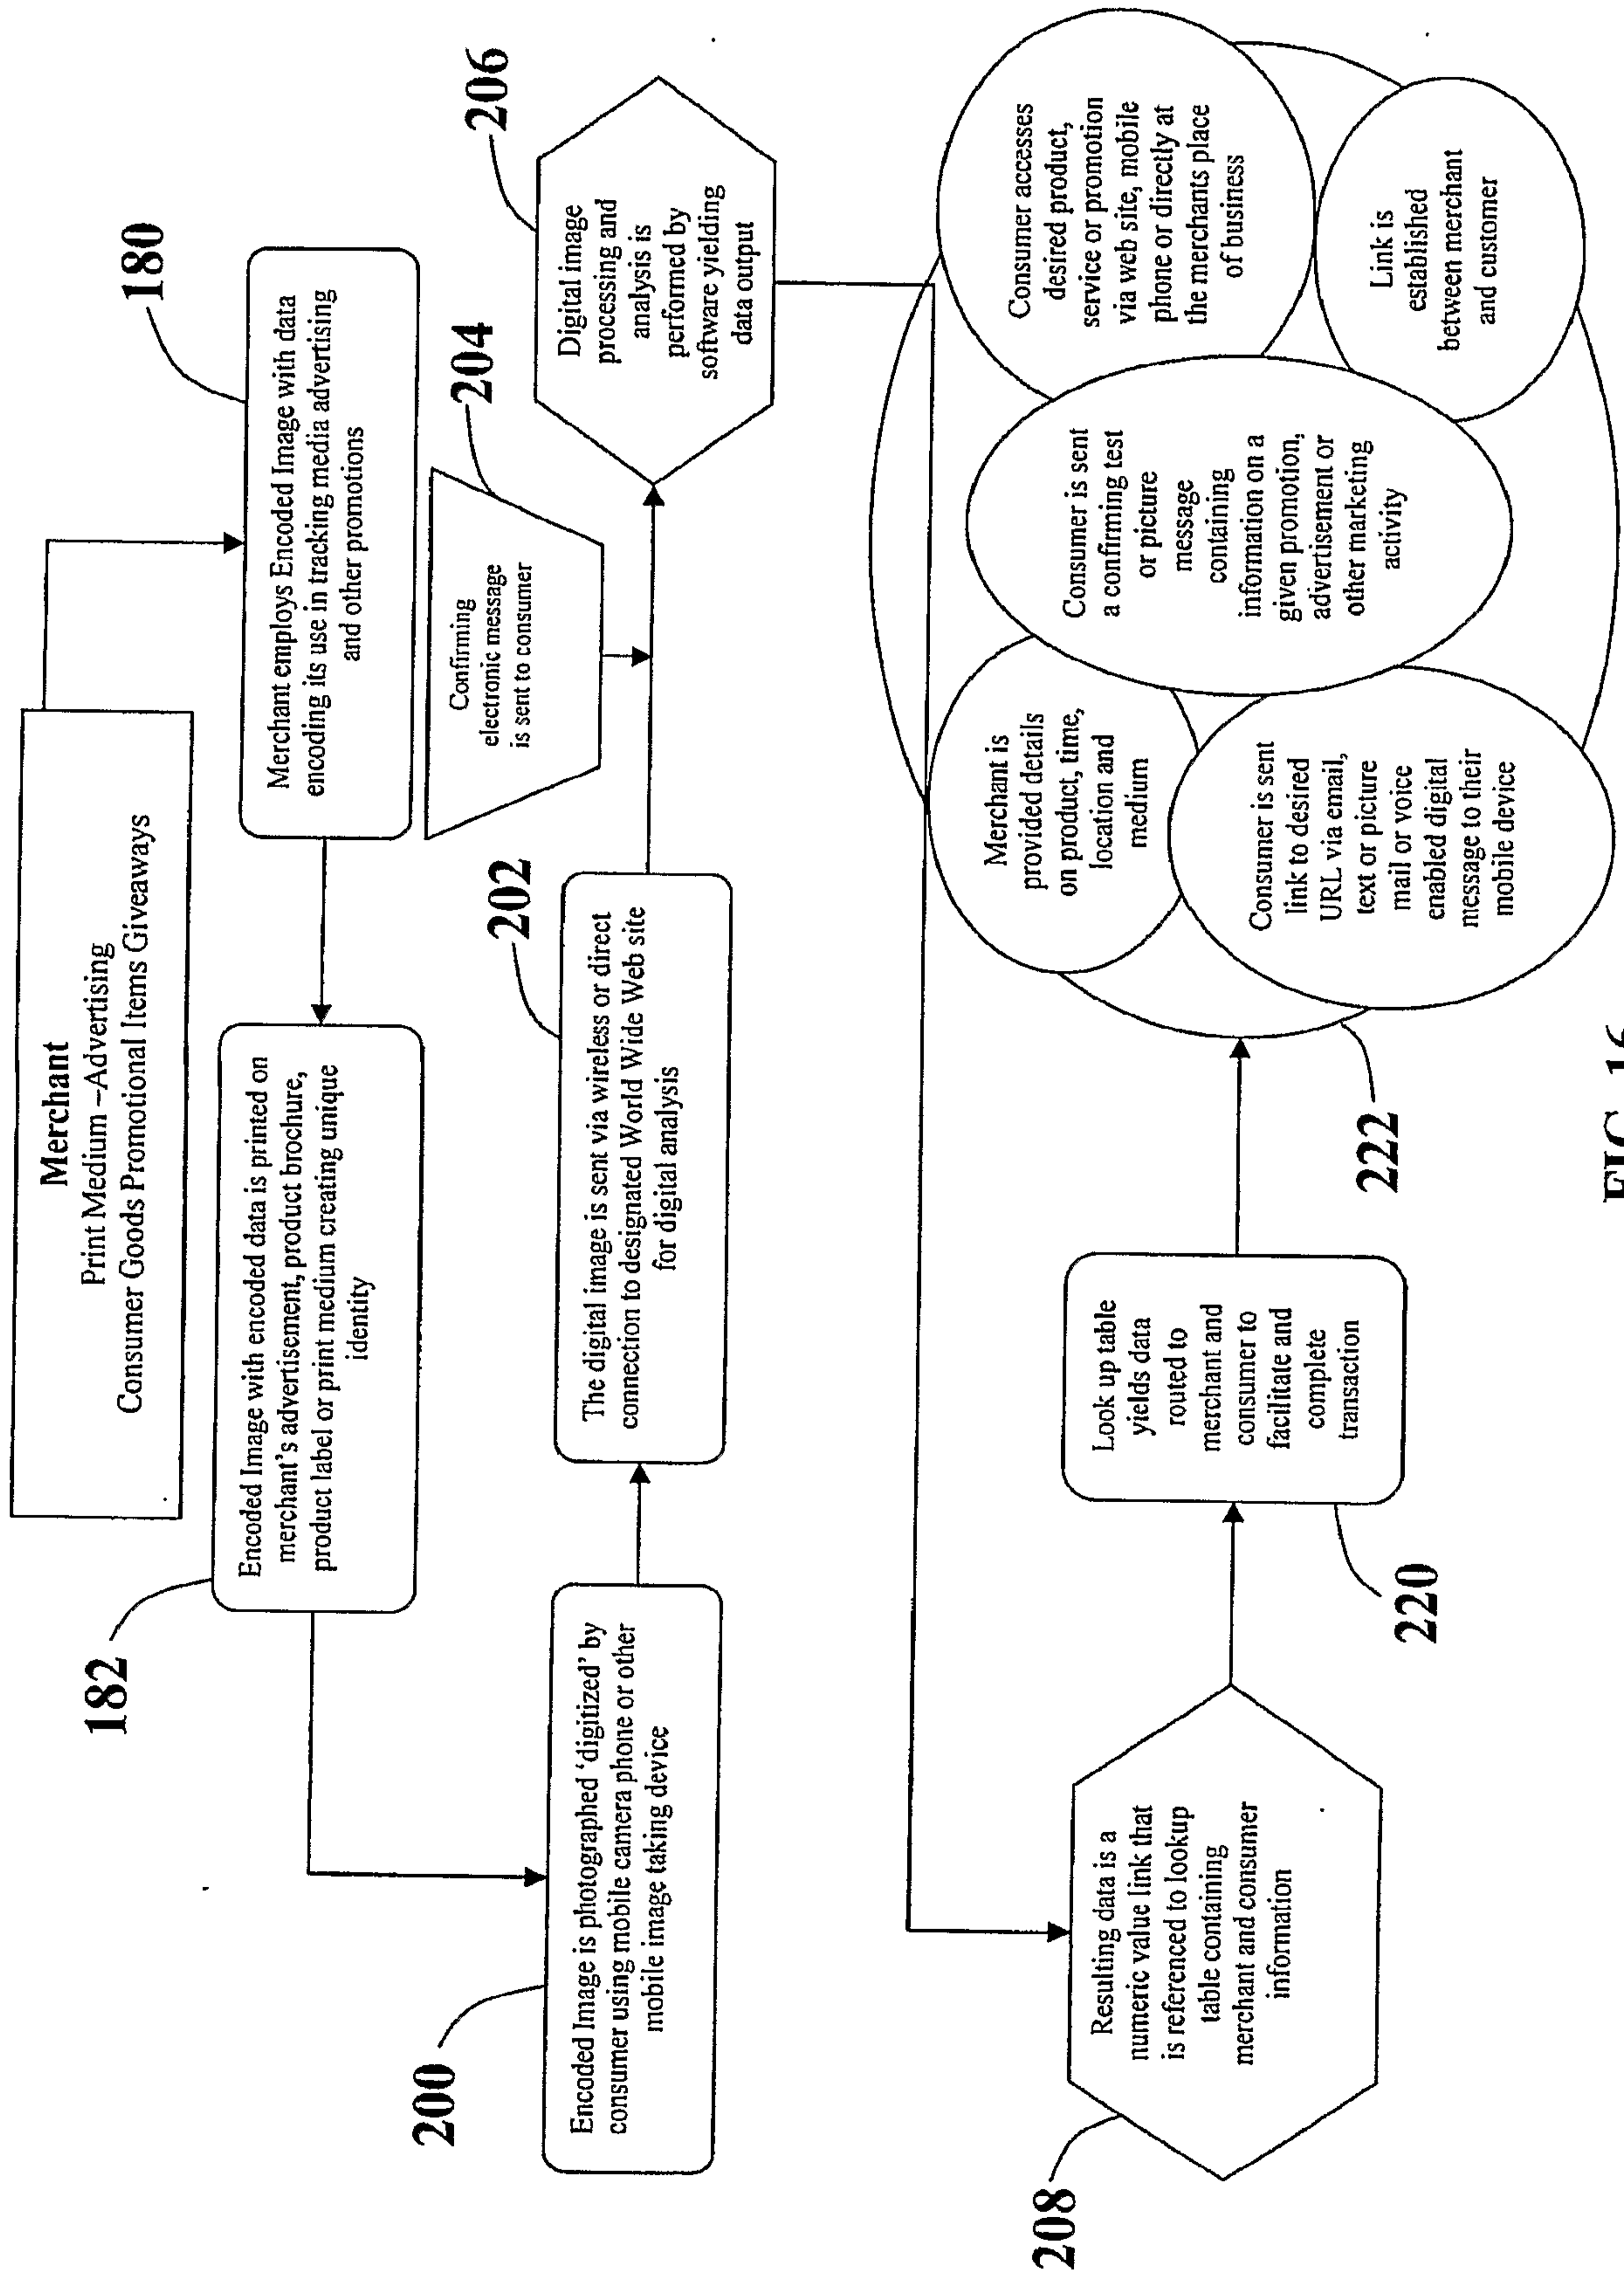 Merchant
Print Medium –Advertising
Consumer Goods Promotional Items Giveaways
180
Merchant employs Encoded Image with data
encoding its use in tracking media advertising
and other promotions
182
Encoded Image with encoded data is printed on
merchant's advertisement, product brochure,
product label or print medium creating unique
identity
200
Encoded Image is photographed 'digitized' by
consumer using mobile camera phone or other
mobile image taking device
202
The digital image is sent via wireless or direct
connection to designated World Wide Web site
for digital analysis
204
Confirming
electronic message
is sent to consumer
206
Digital image
processing and
analysis is
performed by
software yielding
data output
208
Resulting data is a
numeric value link that
is referenced to lookup
table containing
merchant and consumer
information
220
Look up table
yields data
routed to
merchant and
consumer to
facilitate and
complete
transaction
222
Merchant is
provided details
on product, time,
location and
medium
Consumer is sent
link to desired
URL via email,
text or picture
mail or voice
enabled digital
message to their
mobile device
Consumer is sent
a confirming test
or picture
message
containing
information on a
given promotion,
advertisement or
other marketing
activity
Consumer accesses
desired product,
service or promotion
via web site, mobile
phone or directly at
the merchants place
of business
Link is
established
between merchant
and customer
FIG. 16